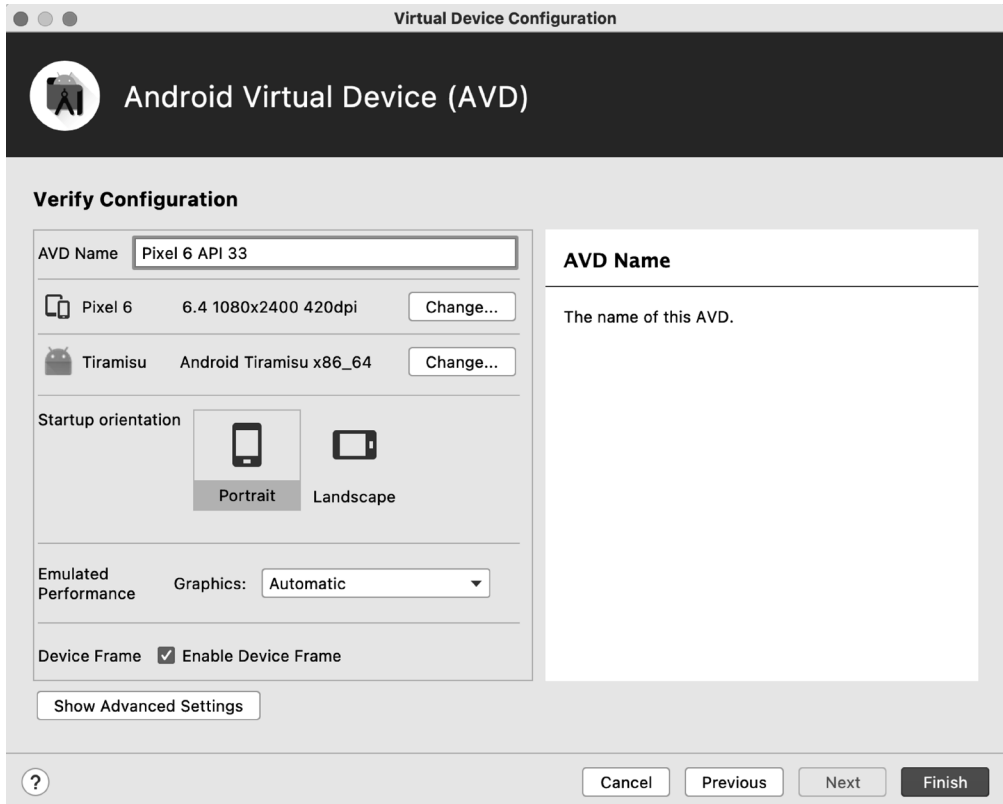 Virtual Device Configuration
Android Virtual Device (AVD)
Verify Configuration
AVD Name Pixel 6 API 33
Pixel 6 6.4 1080x2400 420dpi Change...
Tiramisu Android Tiramisu x86_64 Change...
Startup orientation
Portrait Landscape
Emulated
Performance
Graphics: Automatic
Device Frame Enable Device Frame
Show Advanced Settings
AVD Name
The name of this AVD.
? Cancel Previous Next Finish